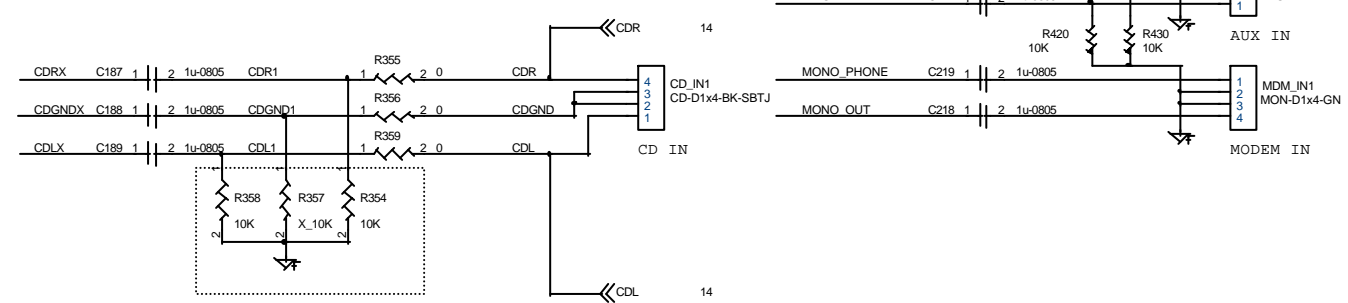 CDR 14
1
R420 10K R430 10K
AUX IN
R355
CDRX C187 1 2 1u-0805 CDR1 1 2 0 CDR
4 CD_IN1
3 CD-D1x4-BK-SBTJ
2
1
R356
CDGNDX C188 1 2 1u-0805 CDGND1 1 2 0 CDGND
R359
CDLX C189 1 2 1u-0805 CDL1 1 2 0 CDL
CD IN
MONO_PHONE C219 1 2 1u-0805
1
2 MDM_IN1
3 MON-D1x4-GN
4
MONO_OUT C218 1 2 1u-0805
MODEM IN
1 1 1
R358 R357 R354
10K X_10K 10K
2 2 2
CDL 14